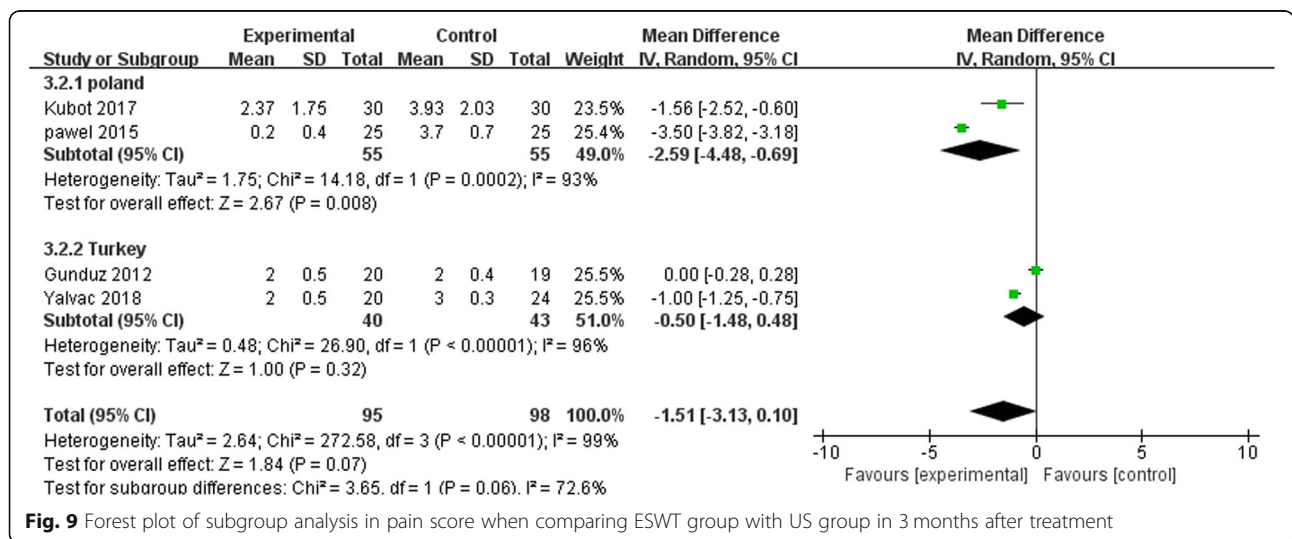 Experimental Control Mean Difference Mean Difference
Study or Subgroup Mean SD Total Mean SD Total Weight IV, Random, 95% CI IV, Random, 95% CI
3.2.1 poland
Kubot 2017 2.37 1.75 30 3.93 2.03 30 23.5% -1.56 [-2.52, -0.60]
pawel 2015 0.2 0.4 25 3.7 0.7 25 25.4% -3.50 [-3.82, -3.18]
Subtotal (95% CI) 55 55 49.0% -2.59 [-4.48, -0.69]
Heterogeneity: Tau² = 1.75; Chi² = 14.18, df = 1 (P = 0.0002); I² = 93%
Test for overall effect: Z = 2.67 (P = 0.008)
3.2.2 Turkey
Gunduz 2012 2 0.5 20 2 0.4 19 25.5% 0.00 [-0.28, 0.28]
Yalvac 2018 2 0.5 20 3 0.3 24 25.5% -1.00 [-1.25, -0.75]
Subtotal (95% CI) 40 43 51.0% -0.50 [-1.48, 0.48]
Heterogeneity: Tau² = 0.48; Chi² = 26.90, df = 1 (P < 0.00001); I² = 96%
Test for overall effect: Z = 1.00 (P = 0.32)
Total (95% CI) 95 98 100.0% -1.51 [-3.13, 0.10]
Heterogeneity: Tau² = 2.64; Chi² = 272.58, df = 3 (P < 0.00001); I² = 99%
Test for overall effect: Z = 1.84 (P = 0.07)
Test for subgroup differences: Chi² = 3.65, df = 1 (P = 0.06), I² = 72.6%
-10 -5 0 5 10
Favours [experimental] Favours [control]
Fig. 9 Forest plot of subgroup analysis in pain score when comparing ESWT group with US group in 3 months after treatment